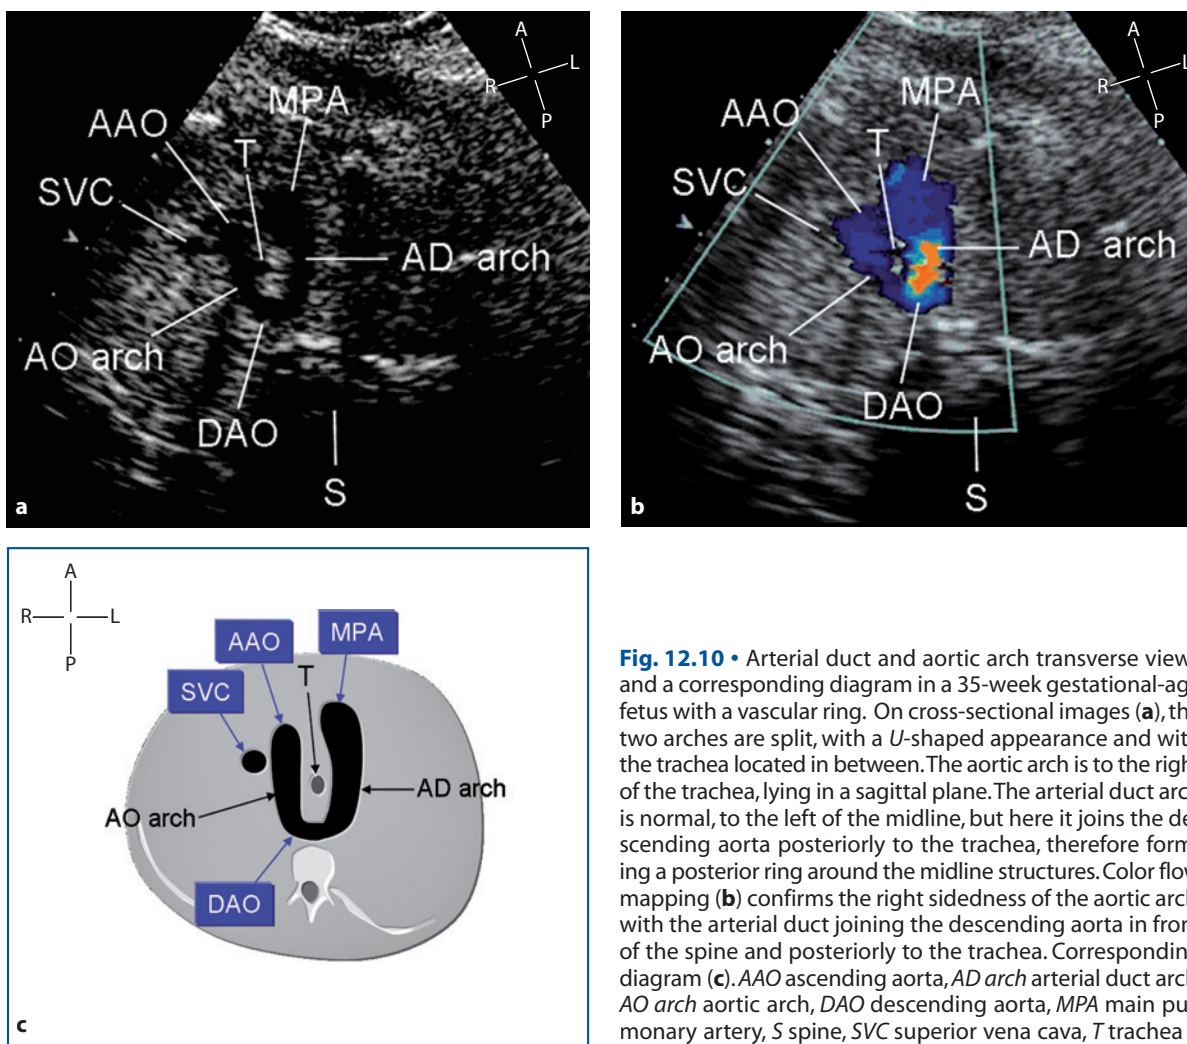 A
L
R
P
MPA
AAO
T
SVC
AD arch
AO arch
DAO
S
a
A
L
R
P
MPA
AAO
T
SVC
AD arch
AO arch
DAO
S
b
A
R
L
P
MPA
AAO
T
SVC
AD arch
AO arch
DAO
c
Fig. 12.10 • Arterial duct and aortic arch transverse view
and a corresponding diagram in a 35-week gestational-ag
fetus with a vascular ring. On cross-sectional images (a), th
two arches are split, with a U-shaped appearance and wit
the trachea located in between. The aortic arch is to the righ
of the trachea, lying in a sagittal plane. The arterial duct arc
is normal, to the left of the midline, but here it joins the de
scending aorta posteriorly to the trachea, therefore form
ing a posterior ring around the midline structures. Color flow
mapping (b) confirms the right sidedness of the aortic arch
with the arterial duct joining the descending aorta in fron
of the spine and posteriorly to the trachea. Correspondin
diagram (c). AAO ascending aorta, AD arch arterial duct arch
AO arch aortic arch, DAO descending aorta, MPA main pu
monary artery, S spine, SVC superior vena cava, T trachea